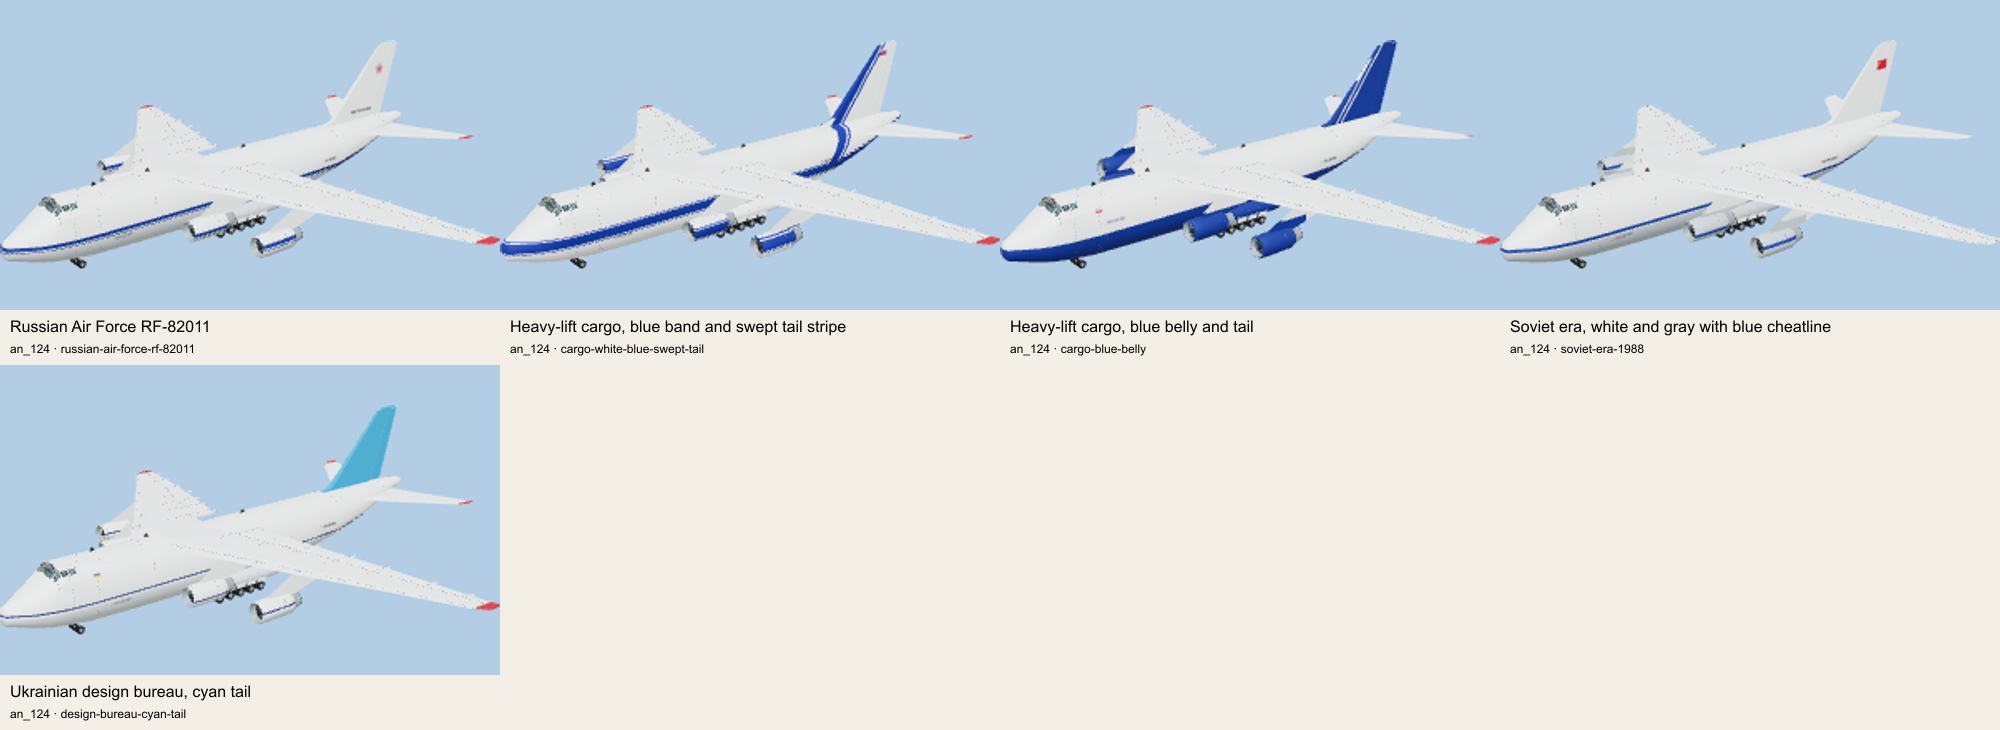 Russian Air Force RF-82011
an_124 · russian-air-force-rf-82011
Heavy-lift cargo, blue band and swept tail stripe
an_124 · cargo-white-blue-swept-tail
Heavy-lift cargo, blue belly and tail
an_124 · cargo-blue-belly
Soviet era, white and gray with blue cheatline
an_124 · soviet-era-1988
Ukrainian design bureau, cyan tail
an_124 · design-bureau-cyan-tail